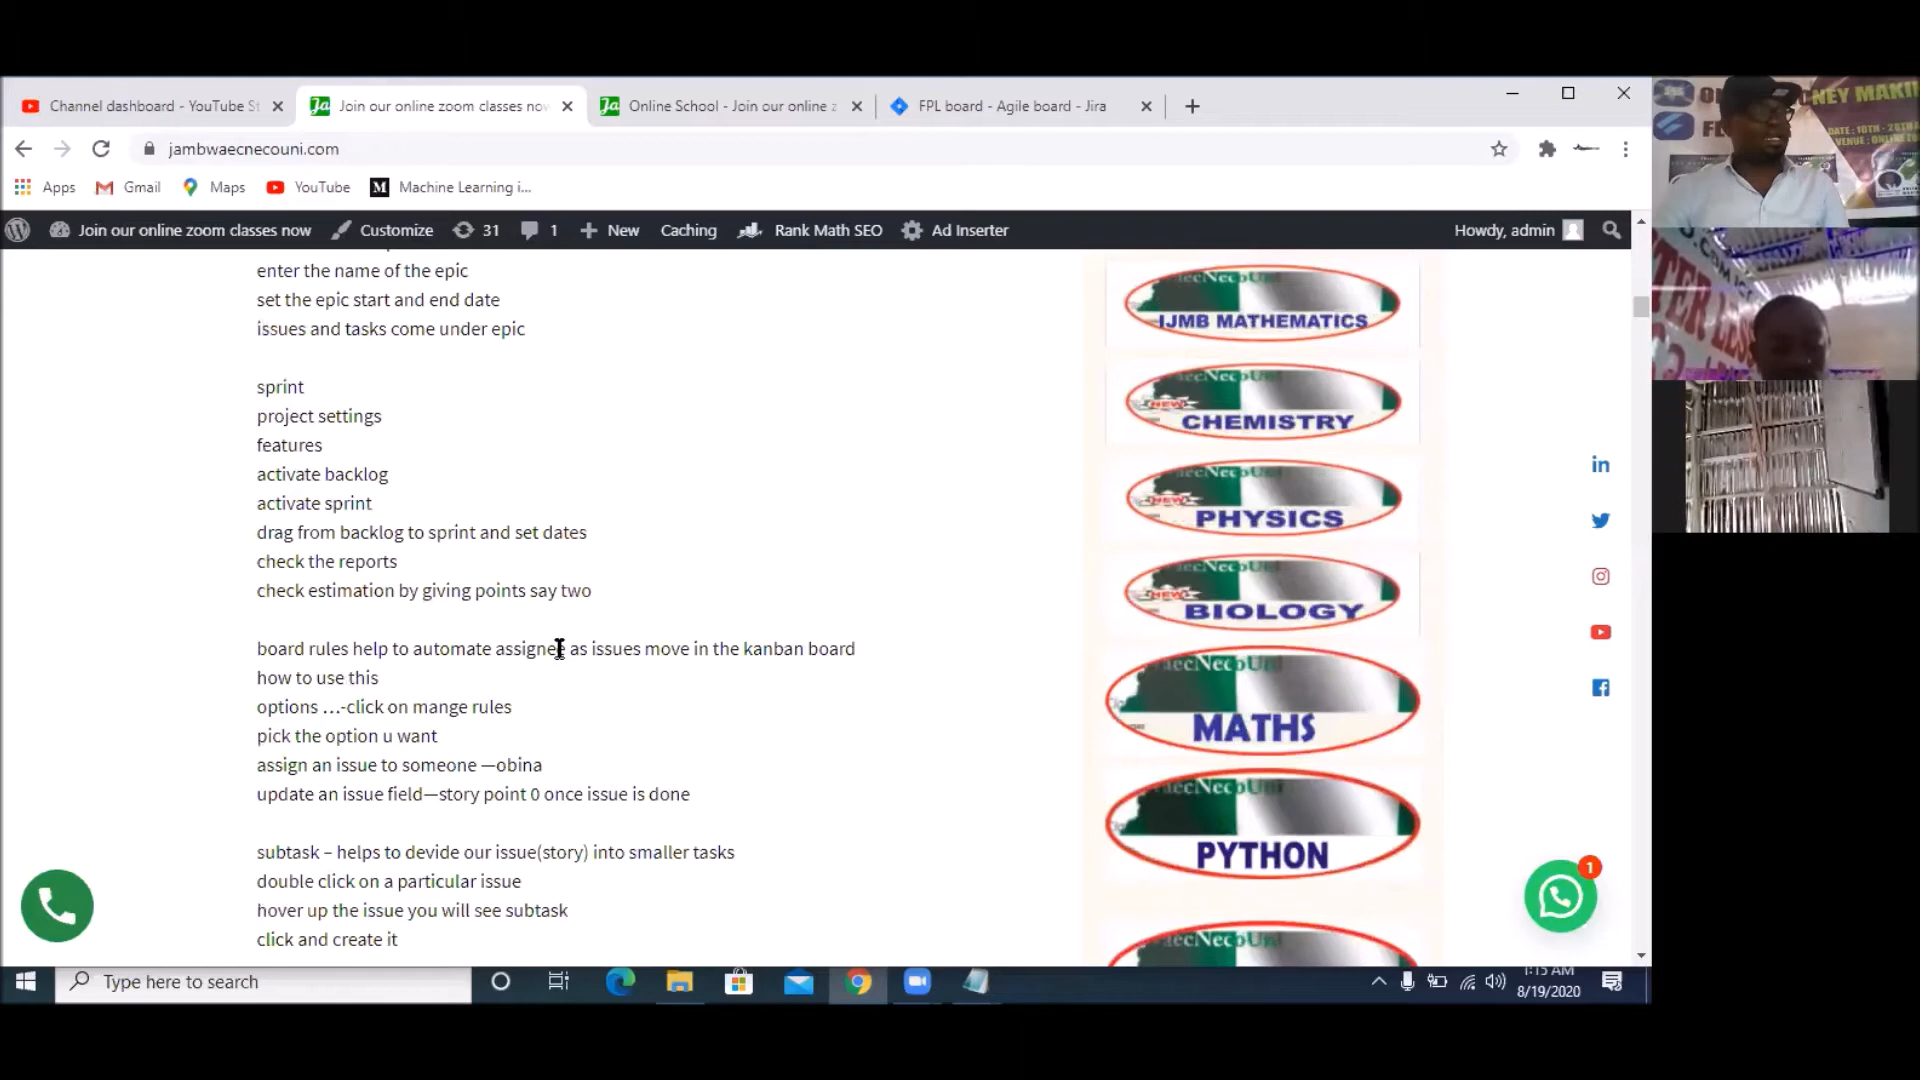 Channel dashboard - YouTube St
Join our online zoom classes now
Online School - Join our online z
FPL board - Agile board - Jira
jambwaecnecouni.com
Apps
Gmail
Maps
YouTube
Machine Learning i...
Join our online zoom classes now
Customize
31
1
New
Caching
Rank Math SEO
Ad Inserter
Howdy, admin
enter the name of the epic
set the epic start and end date
issues and tasks come under epic
sprint
project settings
features
activate backlog
activate sprint
drag from backlog to sprint and set dates
check the reports
check estimation by giving points say two
board rules help to automate assignee as issues move in the kanban board
how to use this
options …-click on mange rules
pick the option u want
assign an issue to someone —obina
update an issue field—story point 0 once issue is done
subtask – helps to devide our issue(story) into smaller tasks
double click on a particular issue
hover up the issue you will see subtask
click and create it
IJMB MATHEMATICS
NEW
CHEMISTRY
NEW
PHYSICS
NEW
BIOLOGY
MATHS
PYTHON
1
Type here to search
1:15 AM
8/19/2020
NEY MAKI